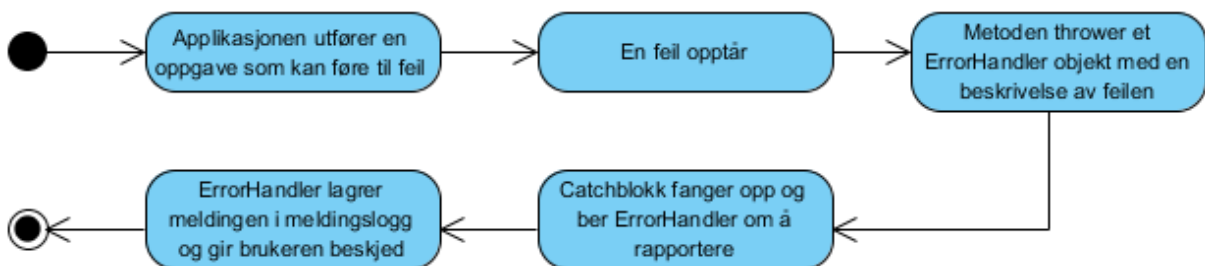 Applikasjonen utfører en
oppgave som kan føre til feil
En feil opptår
Metoden thrower et
ErrorHandler objekt med en
beskrivelse av feilen
Catchblokk fanger opp og
ber ErrorHandler om å
rapportere
ErrorHandler lagrer
meldingen i meldingslogg
og gir brukeren beskjed